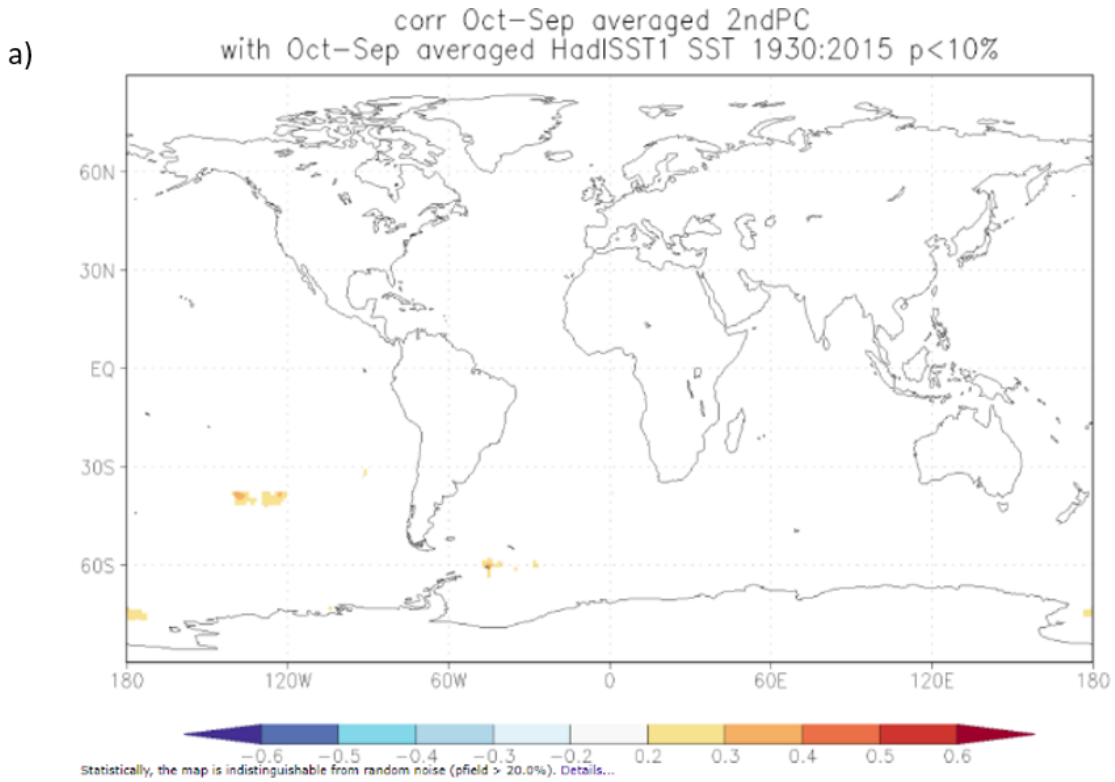 corr Oct-Sep averaged 2ndPC
a)
with Oct-Sep averaged HadISST1 SST 1930:2015 p<10%
60N
30N
EQ
30S
60S
180 120W 60W 0 60E 120E 180
-0.6 -0.5 -0.4 -0.3 -0.2 0.2 0.3 0.4 0.5 0.6
Statistically, the map is indistinguishable from random noise (pfield > 20.0%). Details...